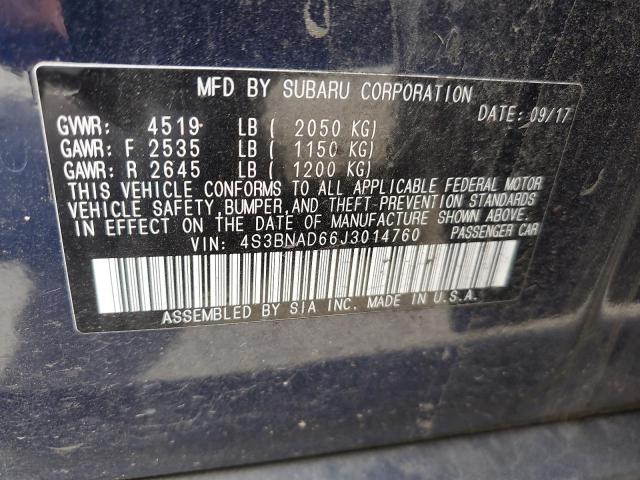 MFD BY SUBARU CORPORATION
DATE: 09/17
GVWR: 4519 LB ( 2050 KG)
GAWR: F 2535 LB ( 1150 KG)
GAWR: R 2645 LB ( 1200 KG)
THIS VEHICLE CONFORMS TO ALL APPLICABLE FEDERAL MOTOR
VEHICLE SAFETY, BUMPER, AND THEFT PREVENTION STANDARDS
IN EFFECT ON THE DATE OF MANUFACTURE SHOWN ABOVE.
VIN: 4S3BNAD66J3014760 PASSENGER CAR
ASSEMBLED BY SIA INC. MADE IN U.S.A.